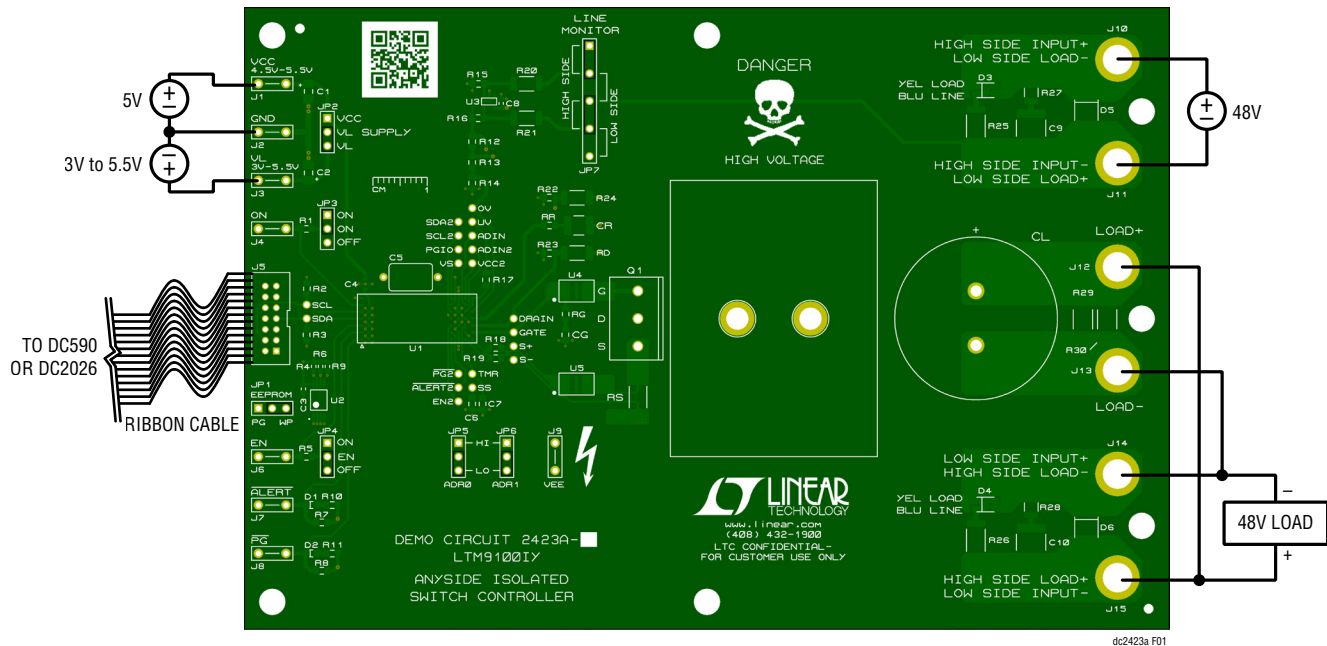 LINE
MONITOR
HIGH SIDE
LOW SIDE
JP7
VCC
4.5V-5.5V
J1
C1
JP2
VCC
VL SUPPLY
VL
GND
J2
VL
3V-5.5V
J3
C2
CM 1
5V
3V to 5.5V
ON
J4
R1
JP3
ON
ON
OFF
J5
R2
SCL
SDA
R3
R6
R4
R9
TO DC590
OR DC2026
RIBBON CABLE
JP1
EEPROM
PG WP
C3
U2
EN
J6
R5
JP4
ON
EN
OFF
ALERT
J7
D1
R10
R7
PG
J8
D2
R11
R8
R15
R20
U3
C8
R16
R21
R12
R13
R14
OV
SDA2
UV
SCL2
ADIN
PGIO
ADIN2
VS
VCC2
R17
C5
C4
U1
R22
R24
RR
CR
R23
RD
U4
Q1
G
D
S
DRAIN
GATE
S+
S-
RG
CG
R18
R19
U5
RS
PG2
TMR
ALERT2
SS
EN2
C7
C6
JP5
HI
JP6
LO
ADR0
ADR1
J9
VEE
DANGER
HIGH VOLTAGE
J10
HIGH SIDE INPUT+
LOW SIDE LOAD-
YEL LOAD
BLU LINE
D3
R27
R25
C9
D5
HIGH SIDE INPUT-
LOW SIDE LOAD+
J11
48V
+
CL
LOAD+
J12
R29
R30
J13
LOAD-
J14
LOW SIDE INPUT+
HIGH SIDE LOAD-
YEL LOAD
BLU LINE
D4
R28
R26
C10
D6
HIGH SIDE LOAD+
LOW SIDE INPUT-
J15
−
48V LOAD
+
LT LINEAR
TECHNOLOGY
www.linear.com
(408) 432-1900
LTC CONFIDENTIAL-
FOR CUSTOMER USE ONLY
DEMO CIRCUIT 2423A-
LTM9100IY
ANYSIDE ISOLATED
SWITCH CONTROLLER
dc2423a F01